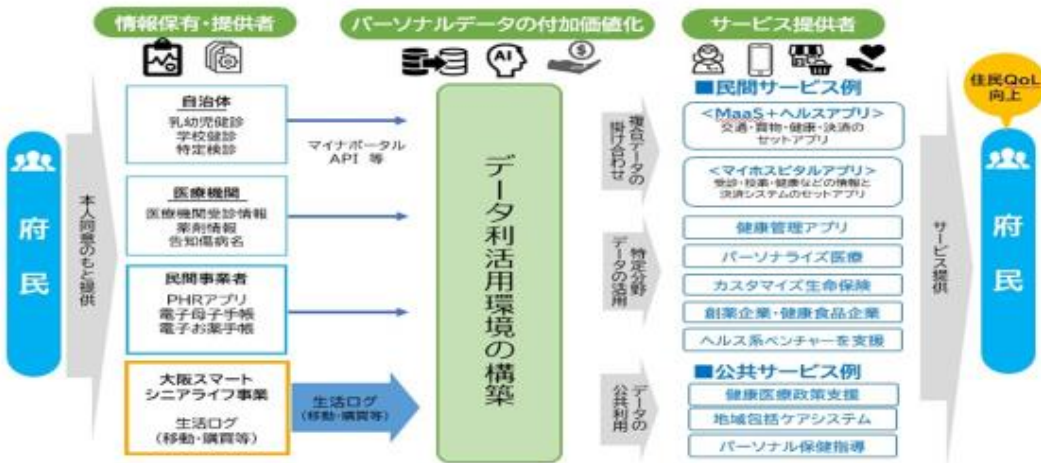 情報保有・提供者
パーソナルデータの付加価値化
サービス提供者
府民
本人同意のもと提供
自治体
乳幼児健診
学校健診
特定検診
医療機関
医療機関受診情報
薬剤情報
告知傷病名
民間事業者
PHRアプリ
電子母子手帳
電子お薬手帳
大阪スマート
シニアライフ事業
生活ログ
(移動・購買等)
マイナポータル
API 等
生活ログ
(移動・購買等)
AI
$
データ利活用環境の構築
複合データの
掛け合わせ
特定分野
データの活用
データの
公共利用
■民間サービス例
<MaaS+ヘルスアプリ>
交通・買物・健康・決済の
セットアプリ
<マイホスピタルアプリ>
受診・投薬・健康などの情報と
決済システムのセットアプリ
健康管理アプリ
パーソナライズ医療
カスタマイズ生命保険
創薬企業・健康食品企業
ヘルス系ベンチャーを支援
■公共サービス例
健康医療政策支援
地域包括ケアシステム
パーソナル保健指導
サービス提供
住民QoL
向上
府民